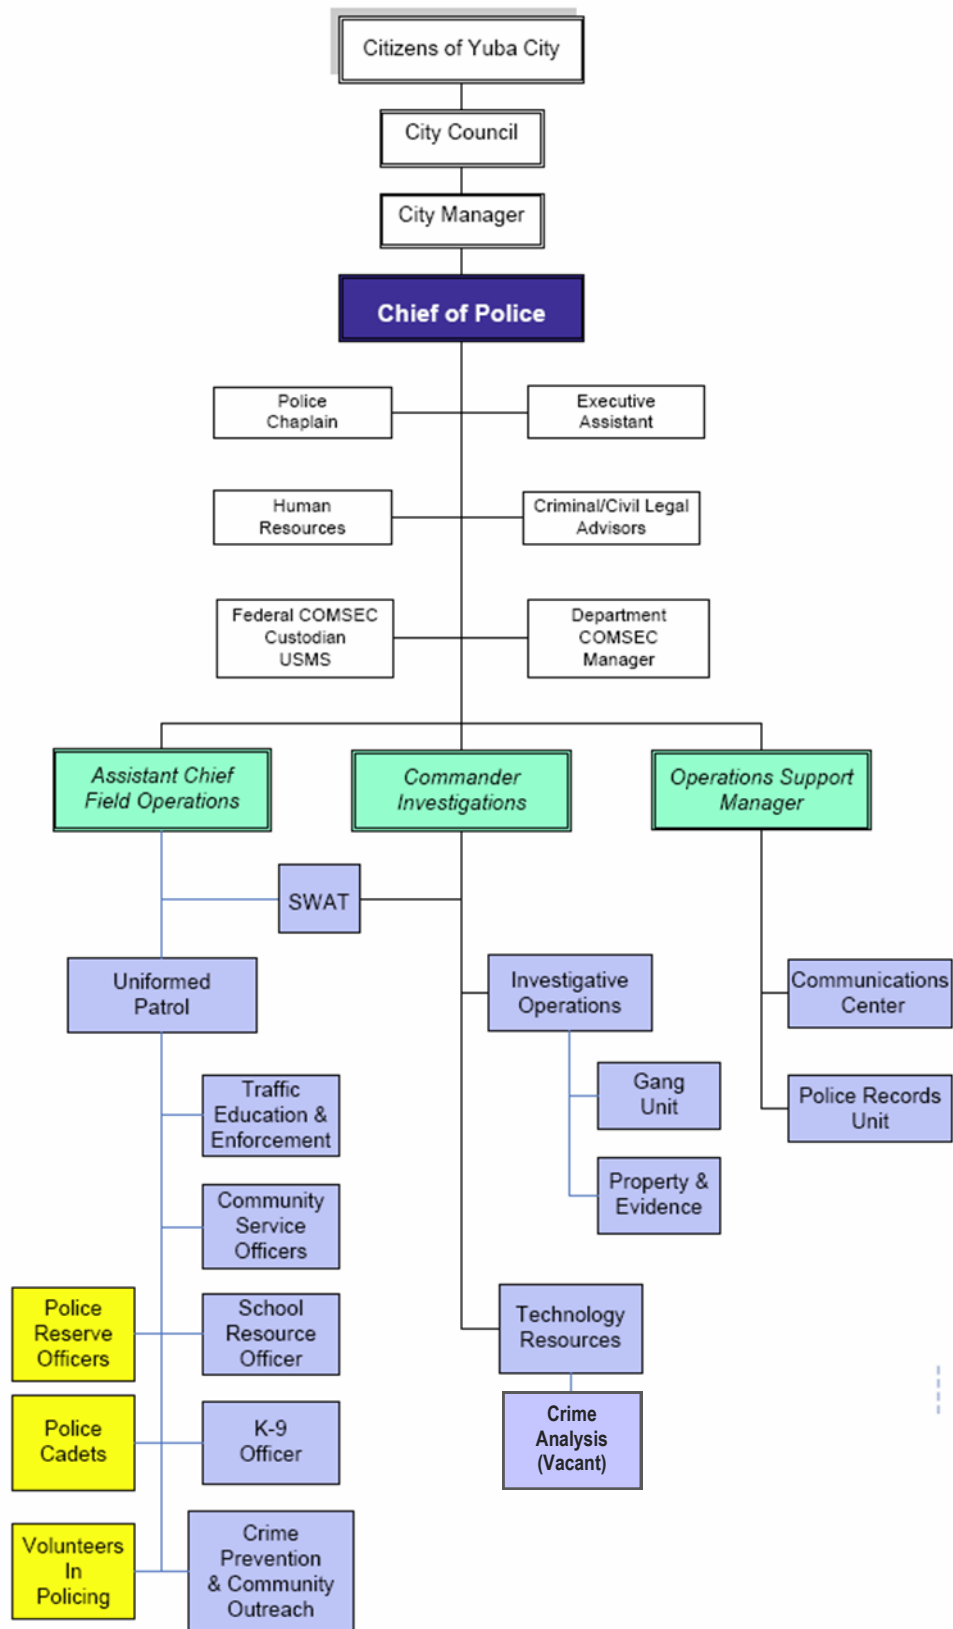 Citizens of Yuba City
City Council
City Manager
Chief of Police
Police
Chaplain
Executive
Assistant
Human
Resources
Criminal/Civil Legal
Advisors
Federal COMSEC
Custodian
USMS
Department
COMSEC
Manager
Assistant Chief
Field Operations
Commander
Investigations
Operations Support
Manager
SWAT
Uniformed
Patrol
Investigative
Operations
Communications
Center
Gang
Unit
Police Records
Unit
Traffic
Education &
Enforcement
Property &
Evidence
Community
Service
Officers
Police
Reserve
Officers
School
Resource
Officer
Technology
Resources
Police
Cadets
K-9
Officer
Crime
Analysis
(Vacant)
Volunteers
In
Policing
Crime
Prevention
& Community
Outreach